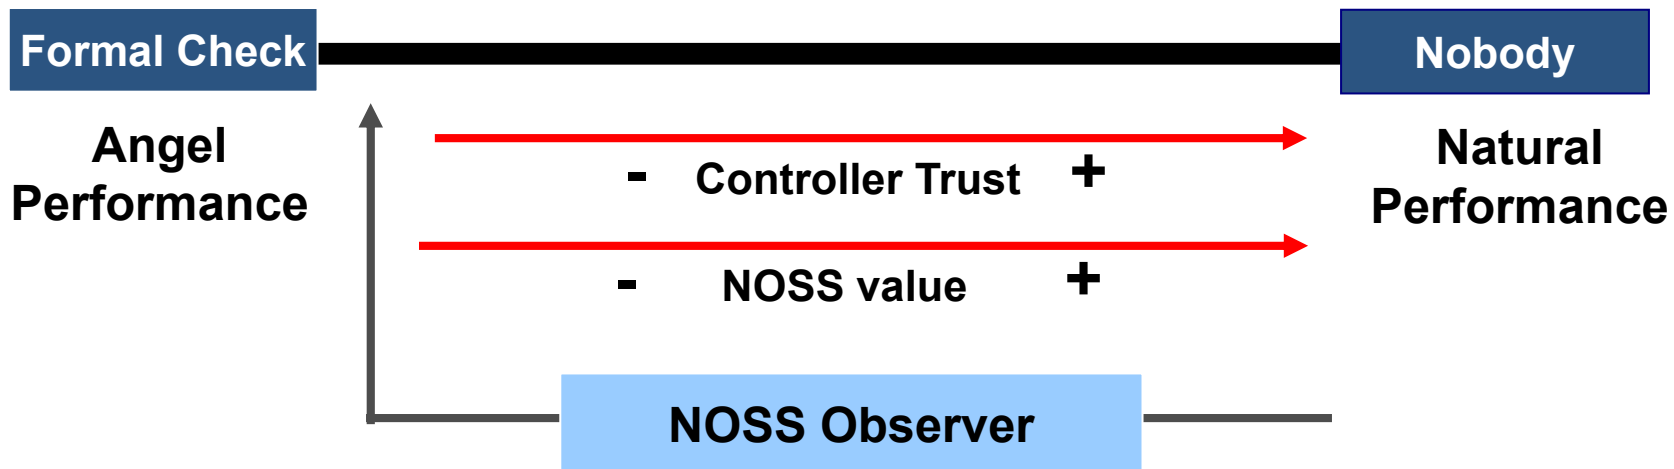 Formal Check
Nobody
Angel
Performance
Natural
Performance
- Controller Trust +
- NOSS value +
NOSS Observer